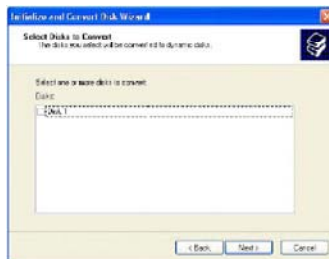 Initialize and Convert Disk Wizard
Select Disks to Convert
The disks you select will be converted to dynamic disks.
Select one or more disks to convert.
Disks:
Disk 1
< Back
Next >
Cancel